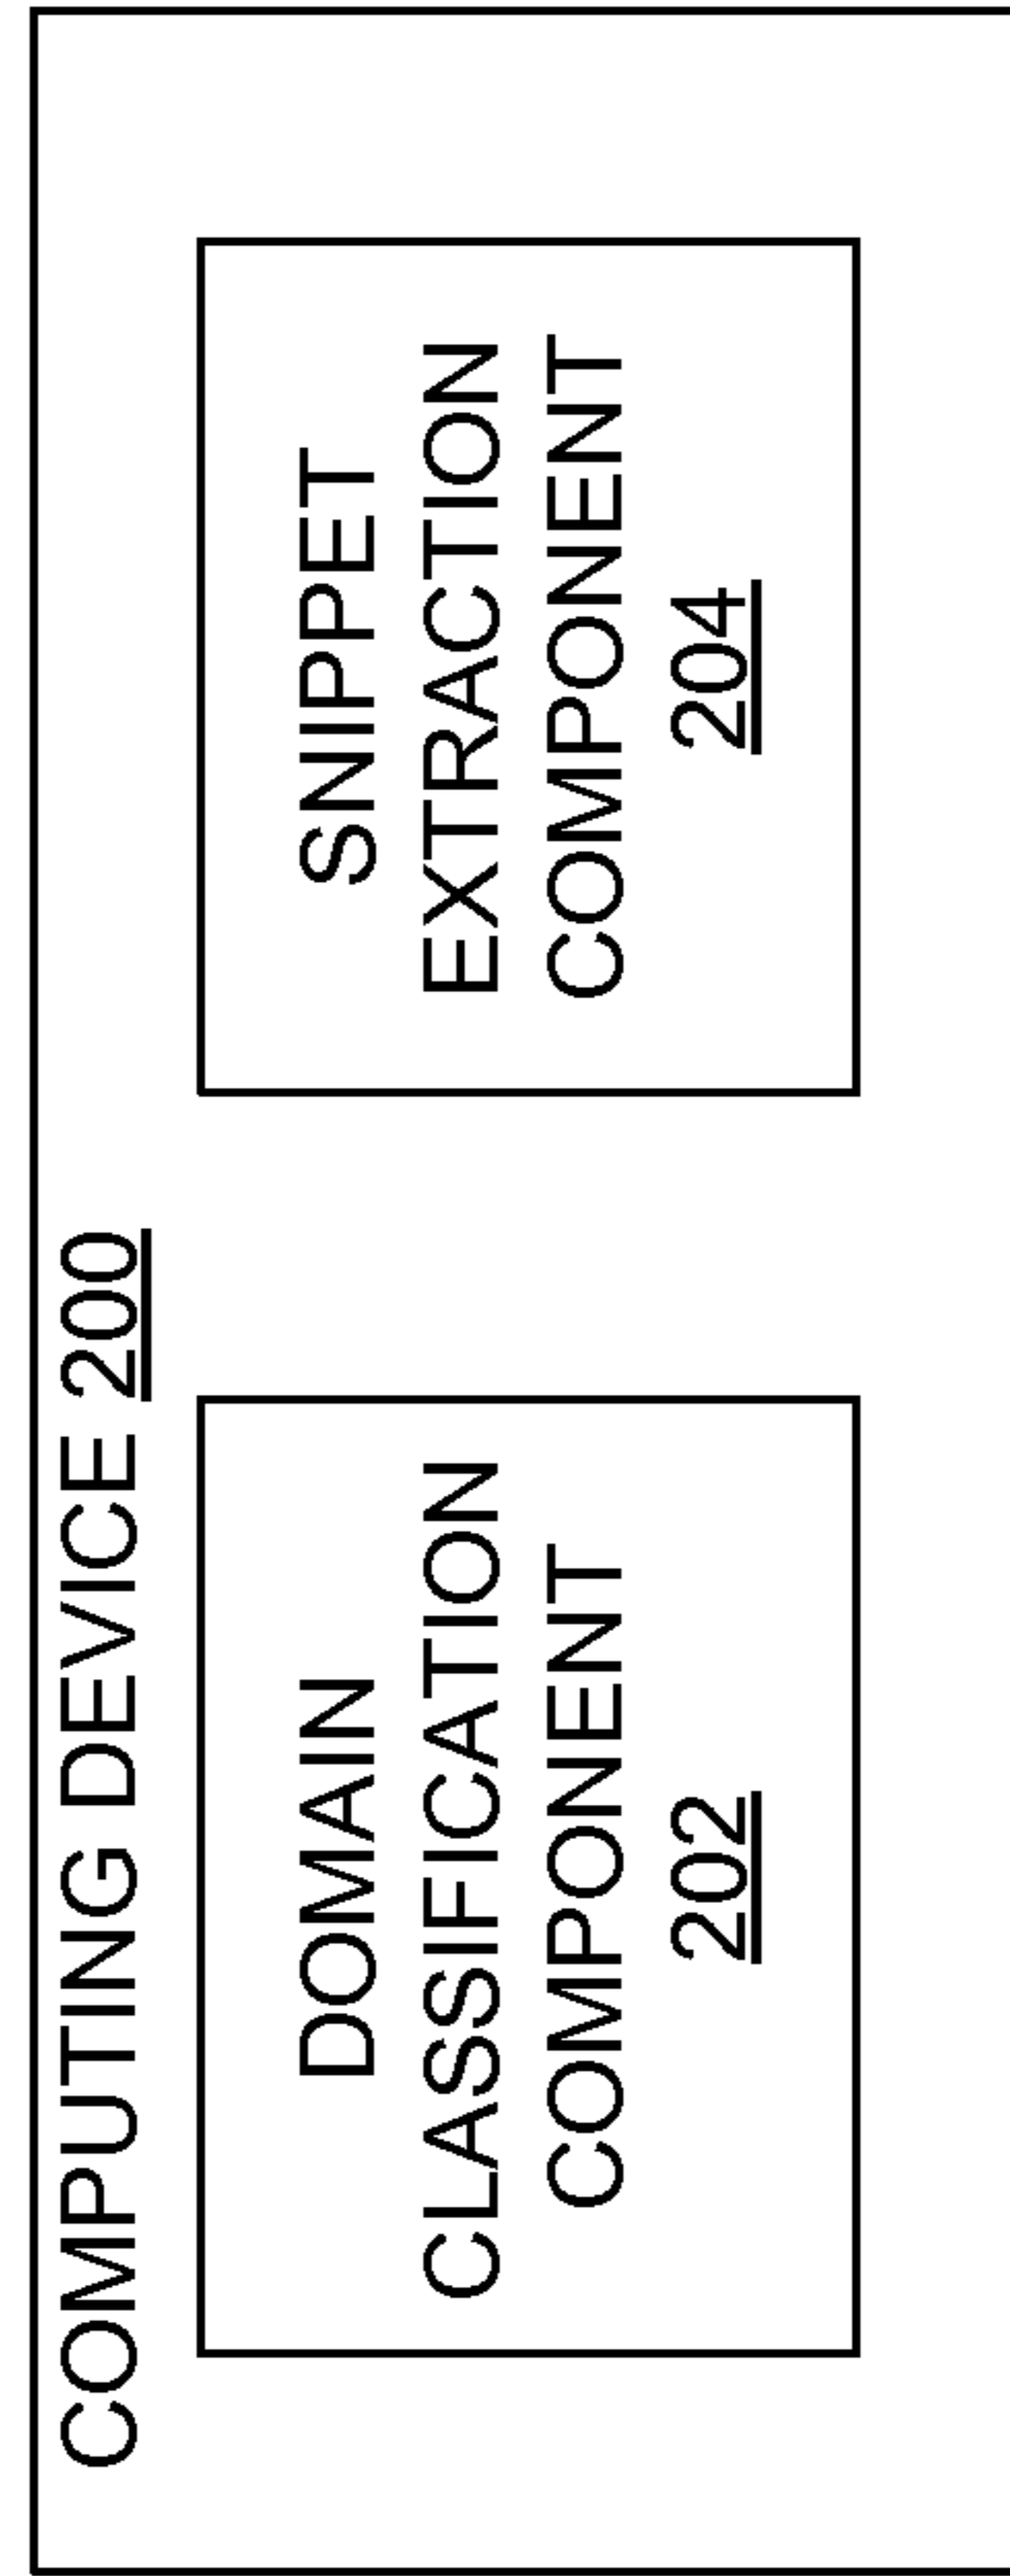 COMPUTING DEVICE 200
DOMAIN
CLASSIFICATION
COMPONENT
202
SNIPPET
EXTRACTION
COMPONENT
204